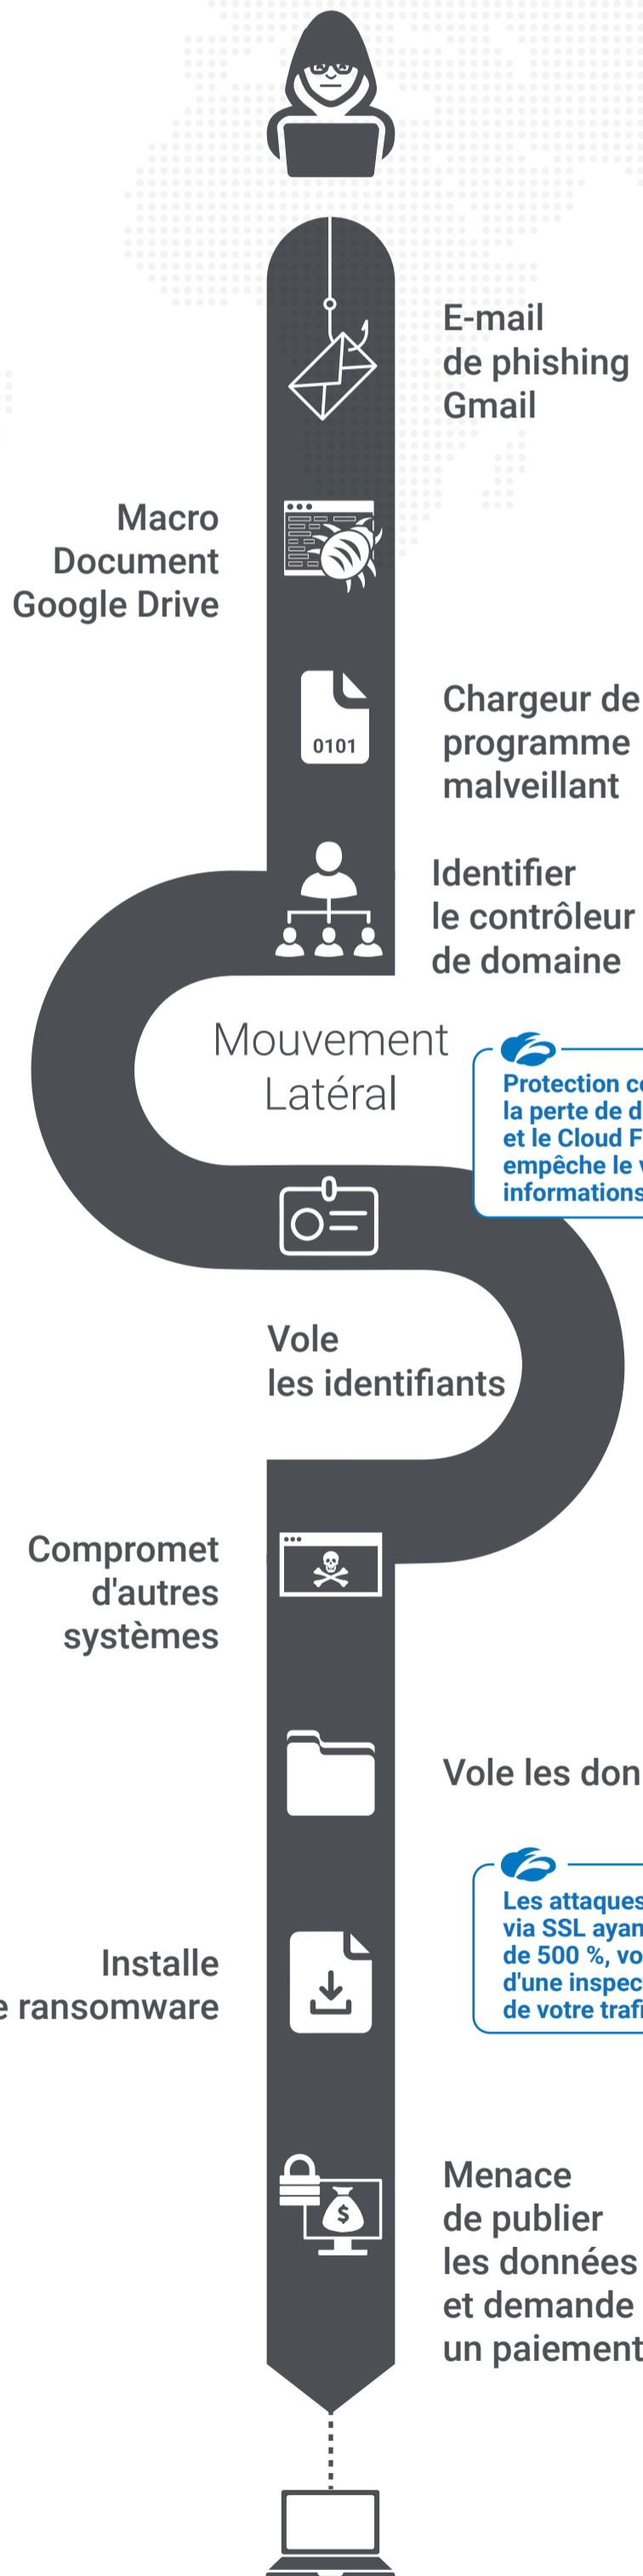 E-mail
de phishing
Gmail
Macro
Document
Google Drive
0101
Chargeur de
programme
malveillant
Identifier
le contrôleur
de domaine
Mouvement
Latéral
Protection
la perte de
et le Cloud
empêche le
informations
Vole
les identifiants
Compromet
d'autres
systèmes
Vole les
Les attaques
via SSL
de 500 %,
d'une
de votre
Installe
ransomware
$
Menace
de publier
les données
et demande
un paiement